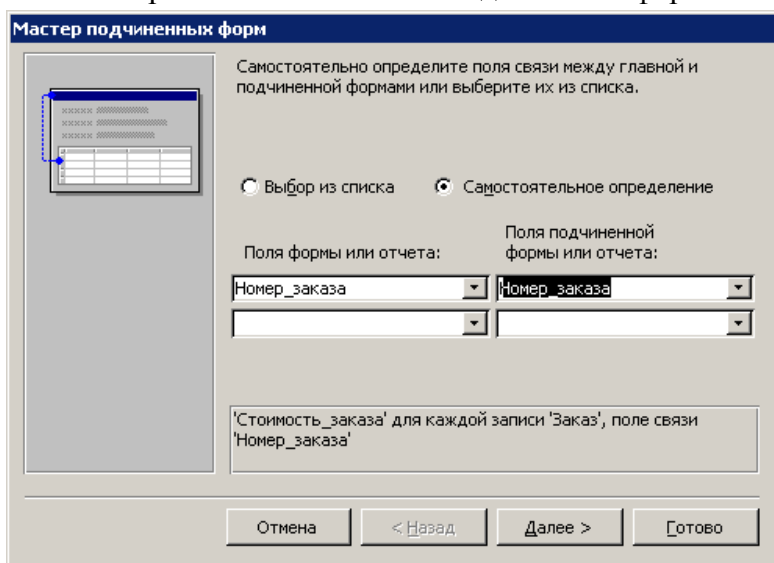 Мастер подчиненных форм
Самостоятельно определите поля связи между главной и
подчиненной формами или выберите их из списка.
Выбор из списка
Самостоятельное определение
Поля формы или отчета:
Поля подчиненной
формы или отчета:
Номер_заказа
Номер_заказа
'Стоимость_заказа' для каждой записи 'Заказ', поле связи
'Номер_заказа'
Отмена
< Назад
Далее >
Готово